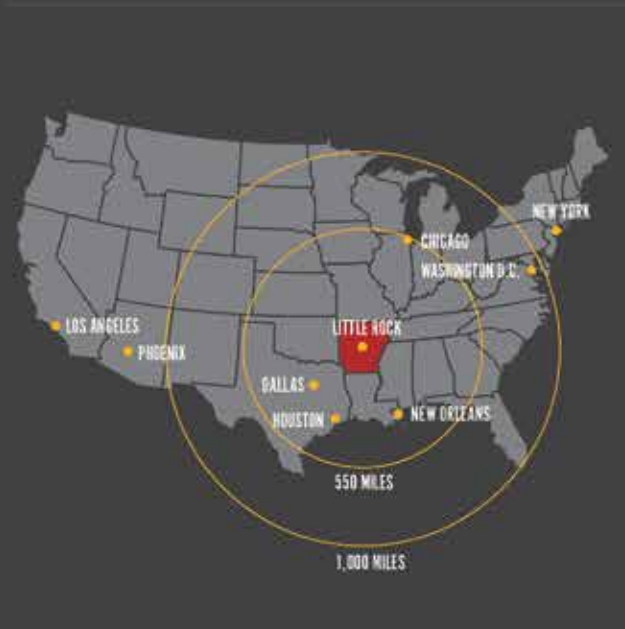 NEW YORK
CHICAGO
WASHINGTON D.C.
LOS ANGELES
LITTLE ROCK
PHOENIX
DALLAS
HOUSTON
NEW ORLEANS
550 MILES
1,000 MILES